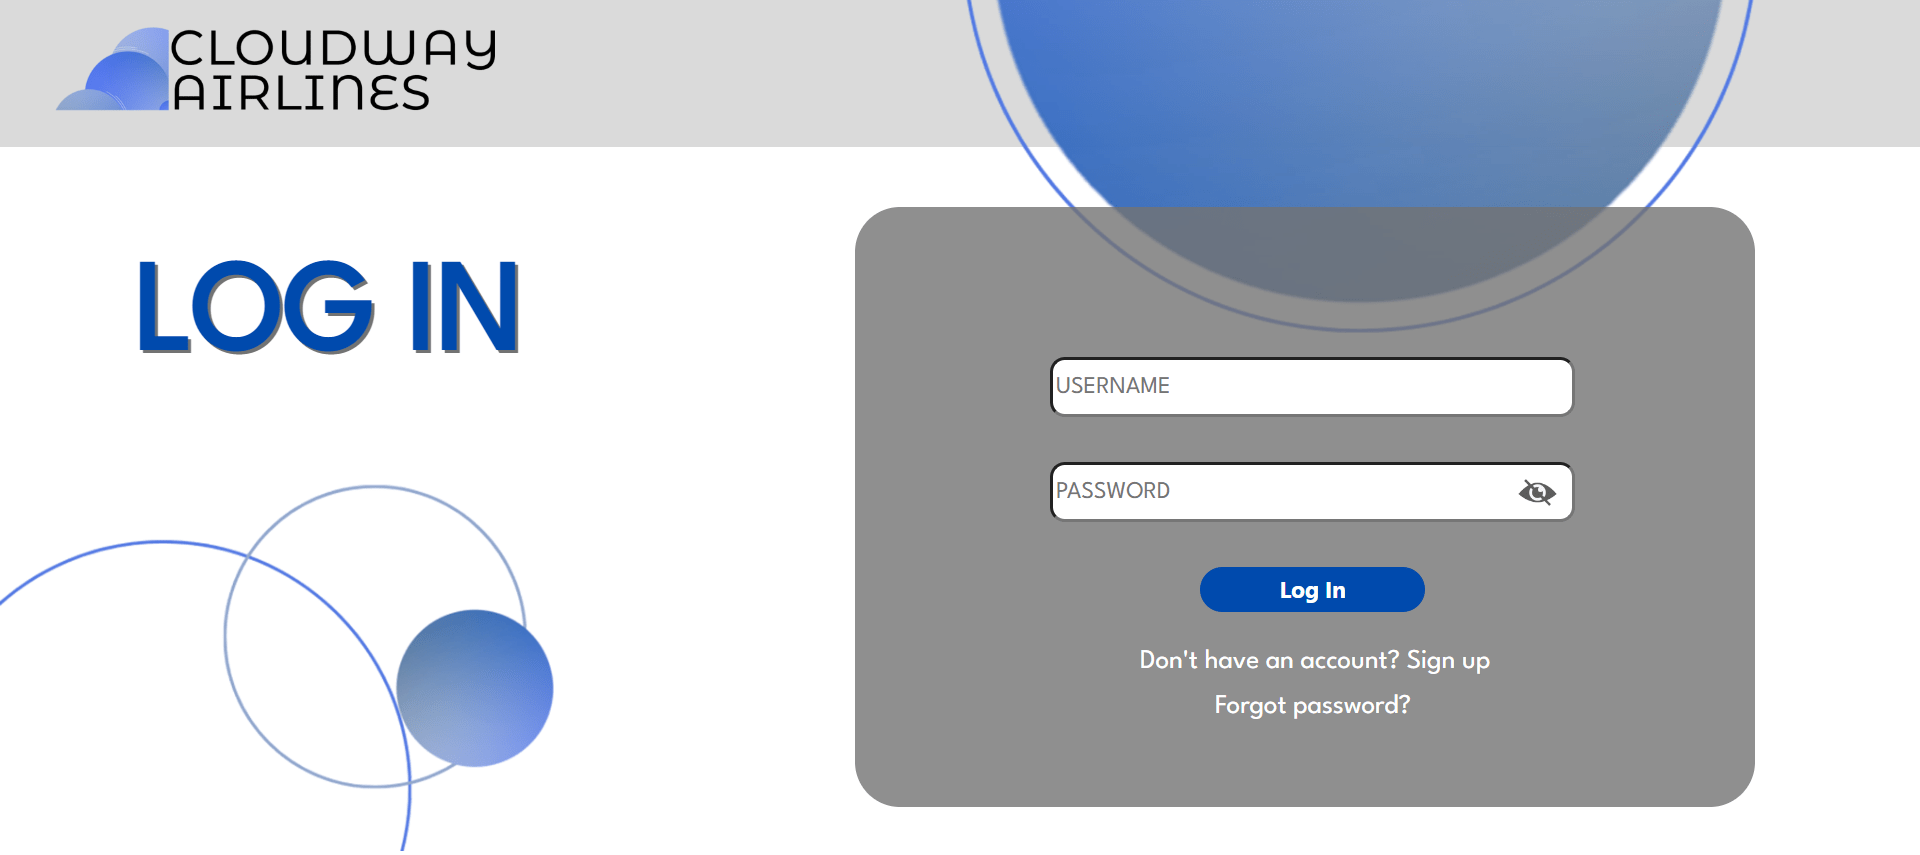 CLOUDWAY
AIRLINES
LOG IN
USERNAME
PASSWORD
Log In
Don't have an account? Sign up
Forgot password?